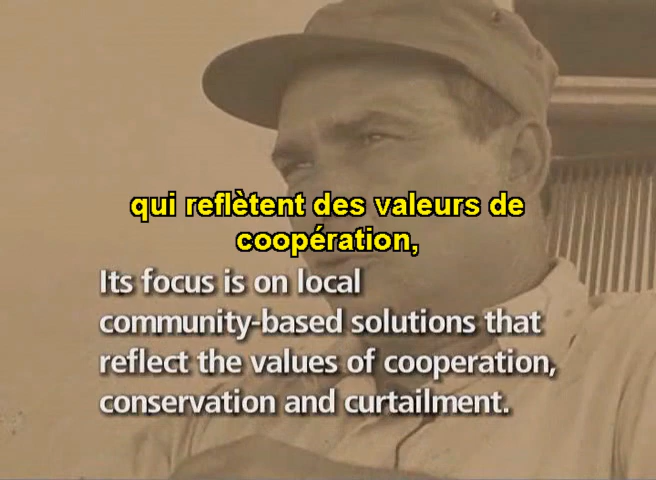 qui reflètent des valeurs de
coopération,
Its focus is on local
community-based solutions that
reflect the values of cooperation,
conservation and curtailment.